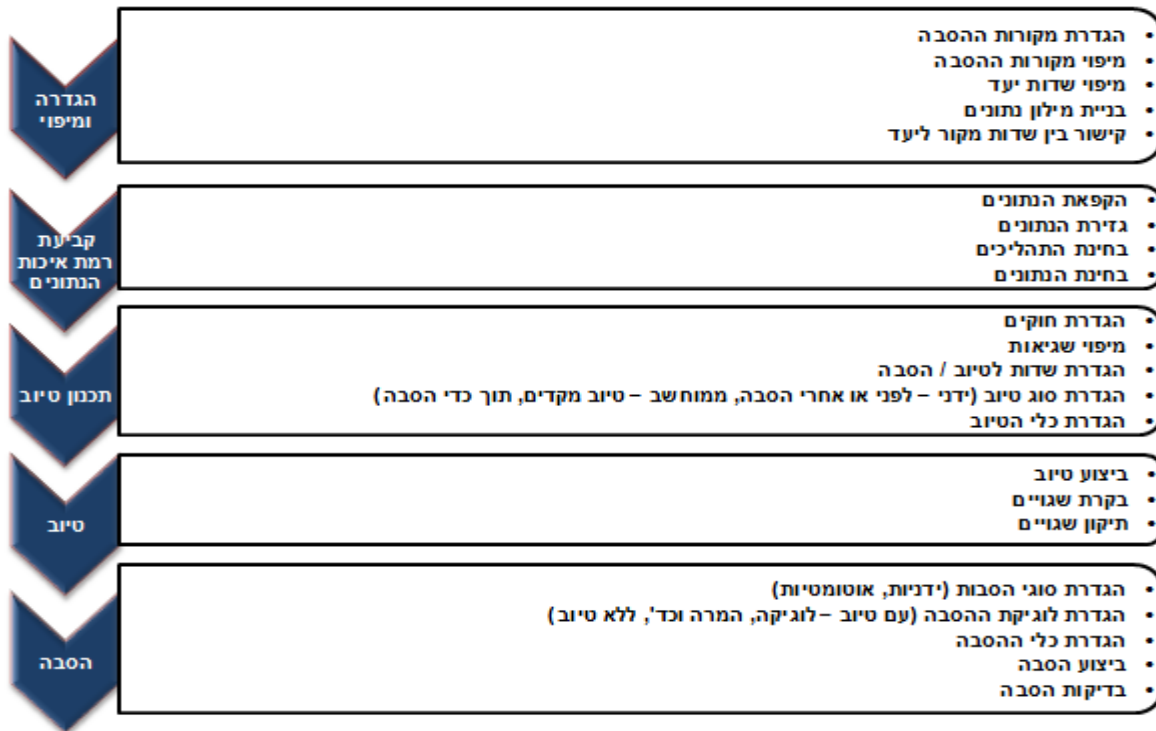 הגדרה
ומיפוי
• הגדרת מקורות ההסבה
• מיפוי מקורות ההסבה
• מיפוי שדות יעד
• בניית מילון נתונים
• קישור בין שדות מקור ליעד
קביעת
רמת איכות
הנתונים
• הקפאת הנתונים
• גזירת הנתונים
• בחינת התהליכים
• בחינת הנתונים
תכנון טיוב
• הגדרת חוקים
• מיפוי שגיאות
• הגדרת שדות לטיוב / הסבה
• הגדרת סוג טיוב (ידני – לפני או אחרי הסבה, ממוחשב – טיוב מקדים, תוך כדי הסבה)
• הגדרת כלי הטיוב
טיוב
• ביצוע טיוב
• בקרת שגויים
• תיקון שגויים
הסבה
• הגדרת סוגי הסבות (ידניות, אוטומטיות)
• הגדרת לוגיקת ההסבה (עם טיוב – לוגיקה, המרה וכד', ללא טיוב)
• הגדרת כלי ההסבה
• ביצוע הסבה
• בדיקות הסבה